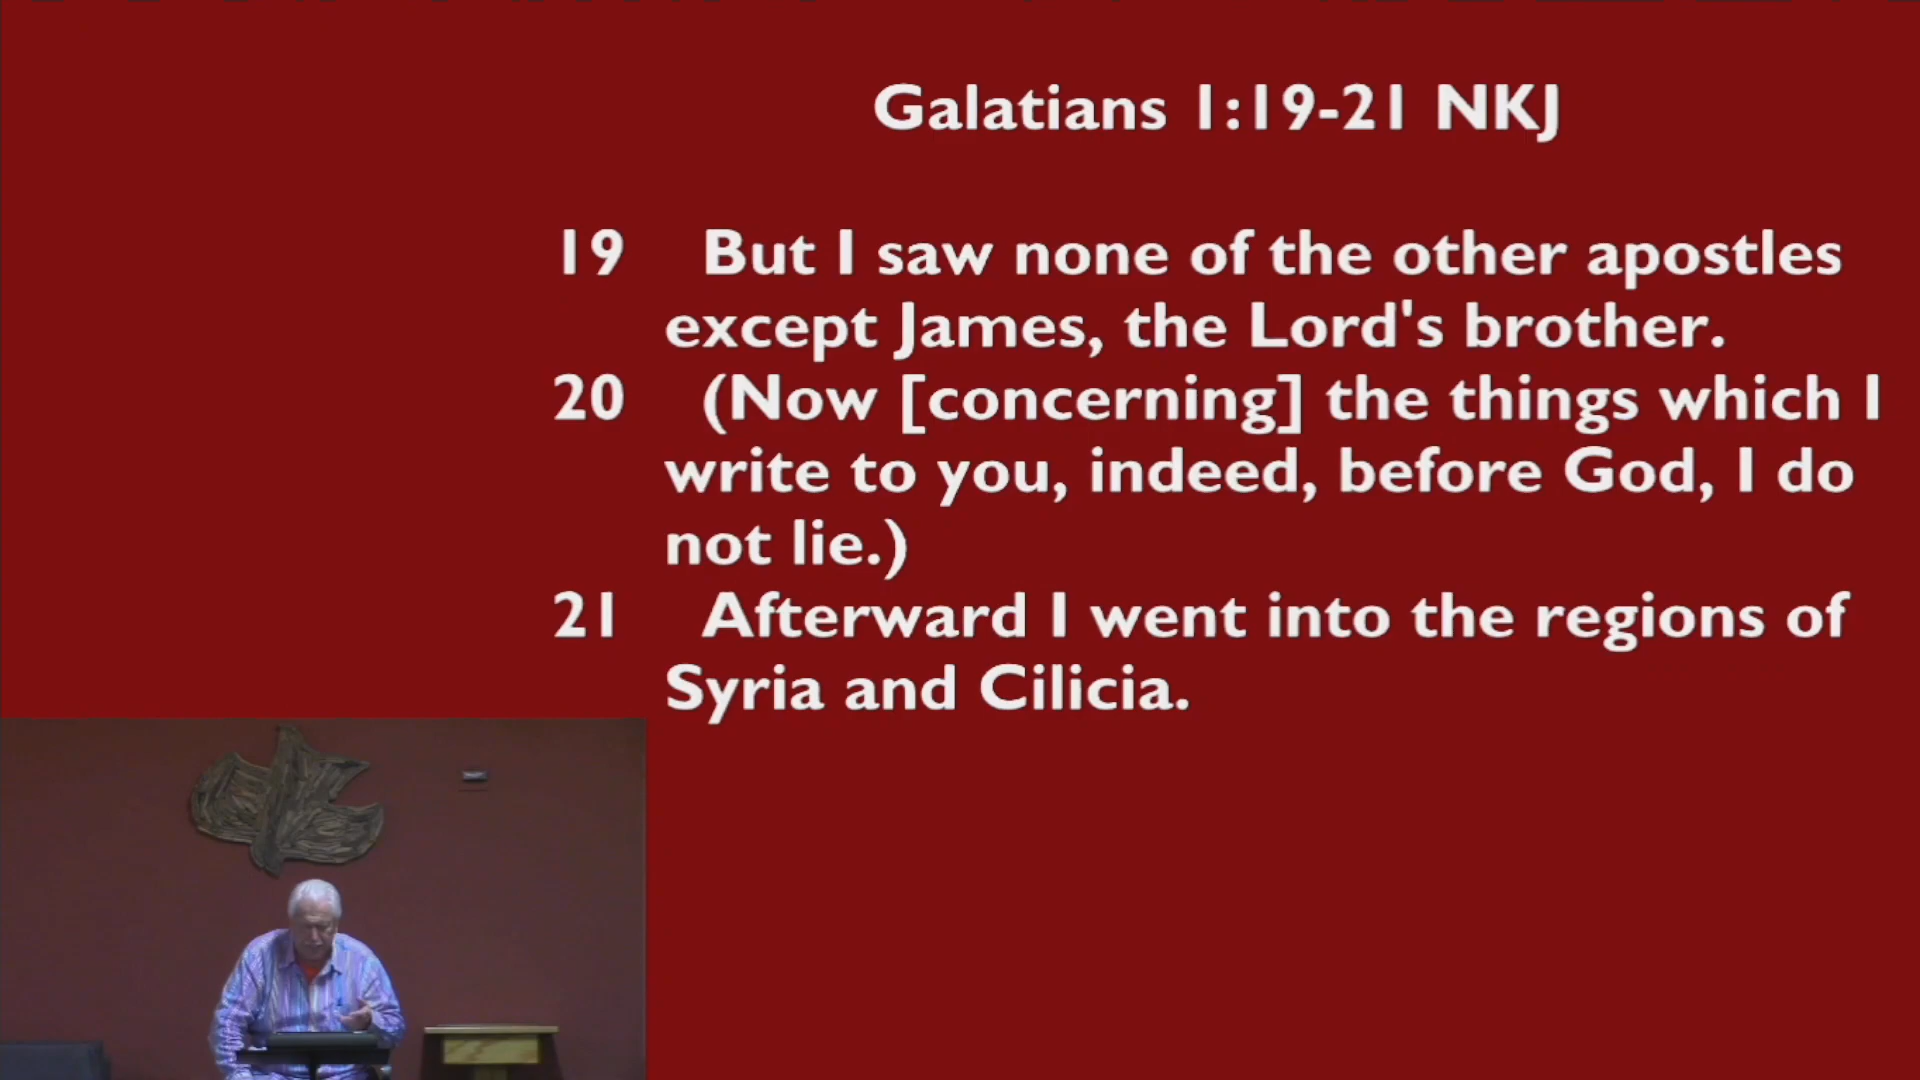 Galatians 1:19-21 NKJ
19 But I saw none of the other apostles
except James, the Lord's brother.
20 (Now [concerning] the things which I
write to you, indeed, before God, I do
not lie.)
21 Afterward I went into the regions of
Syria and Cilicia.